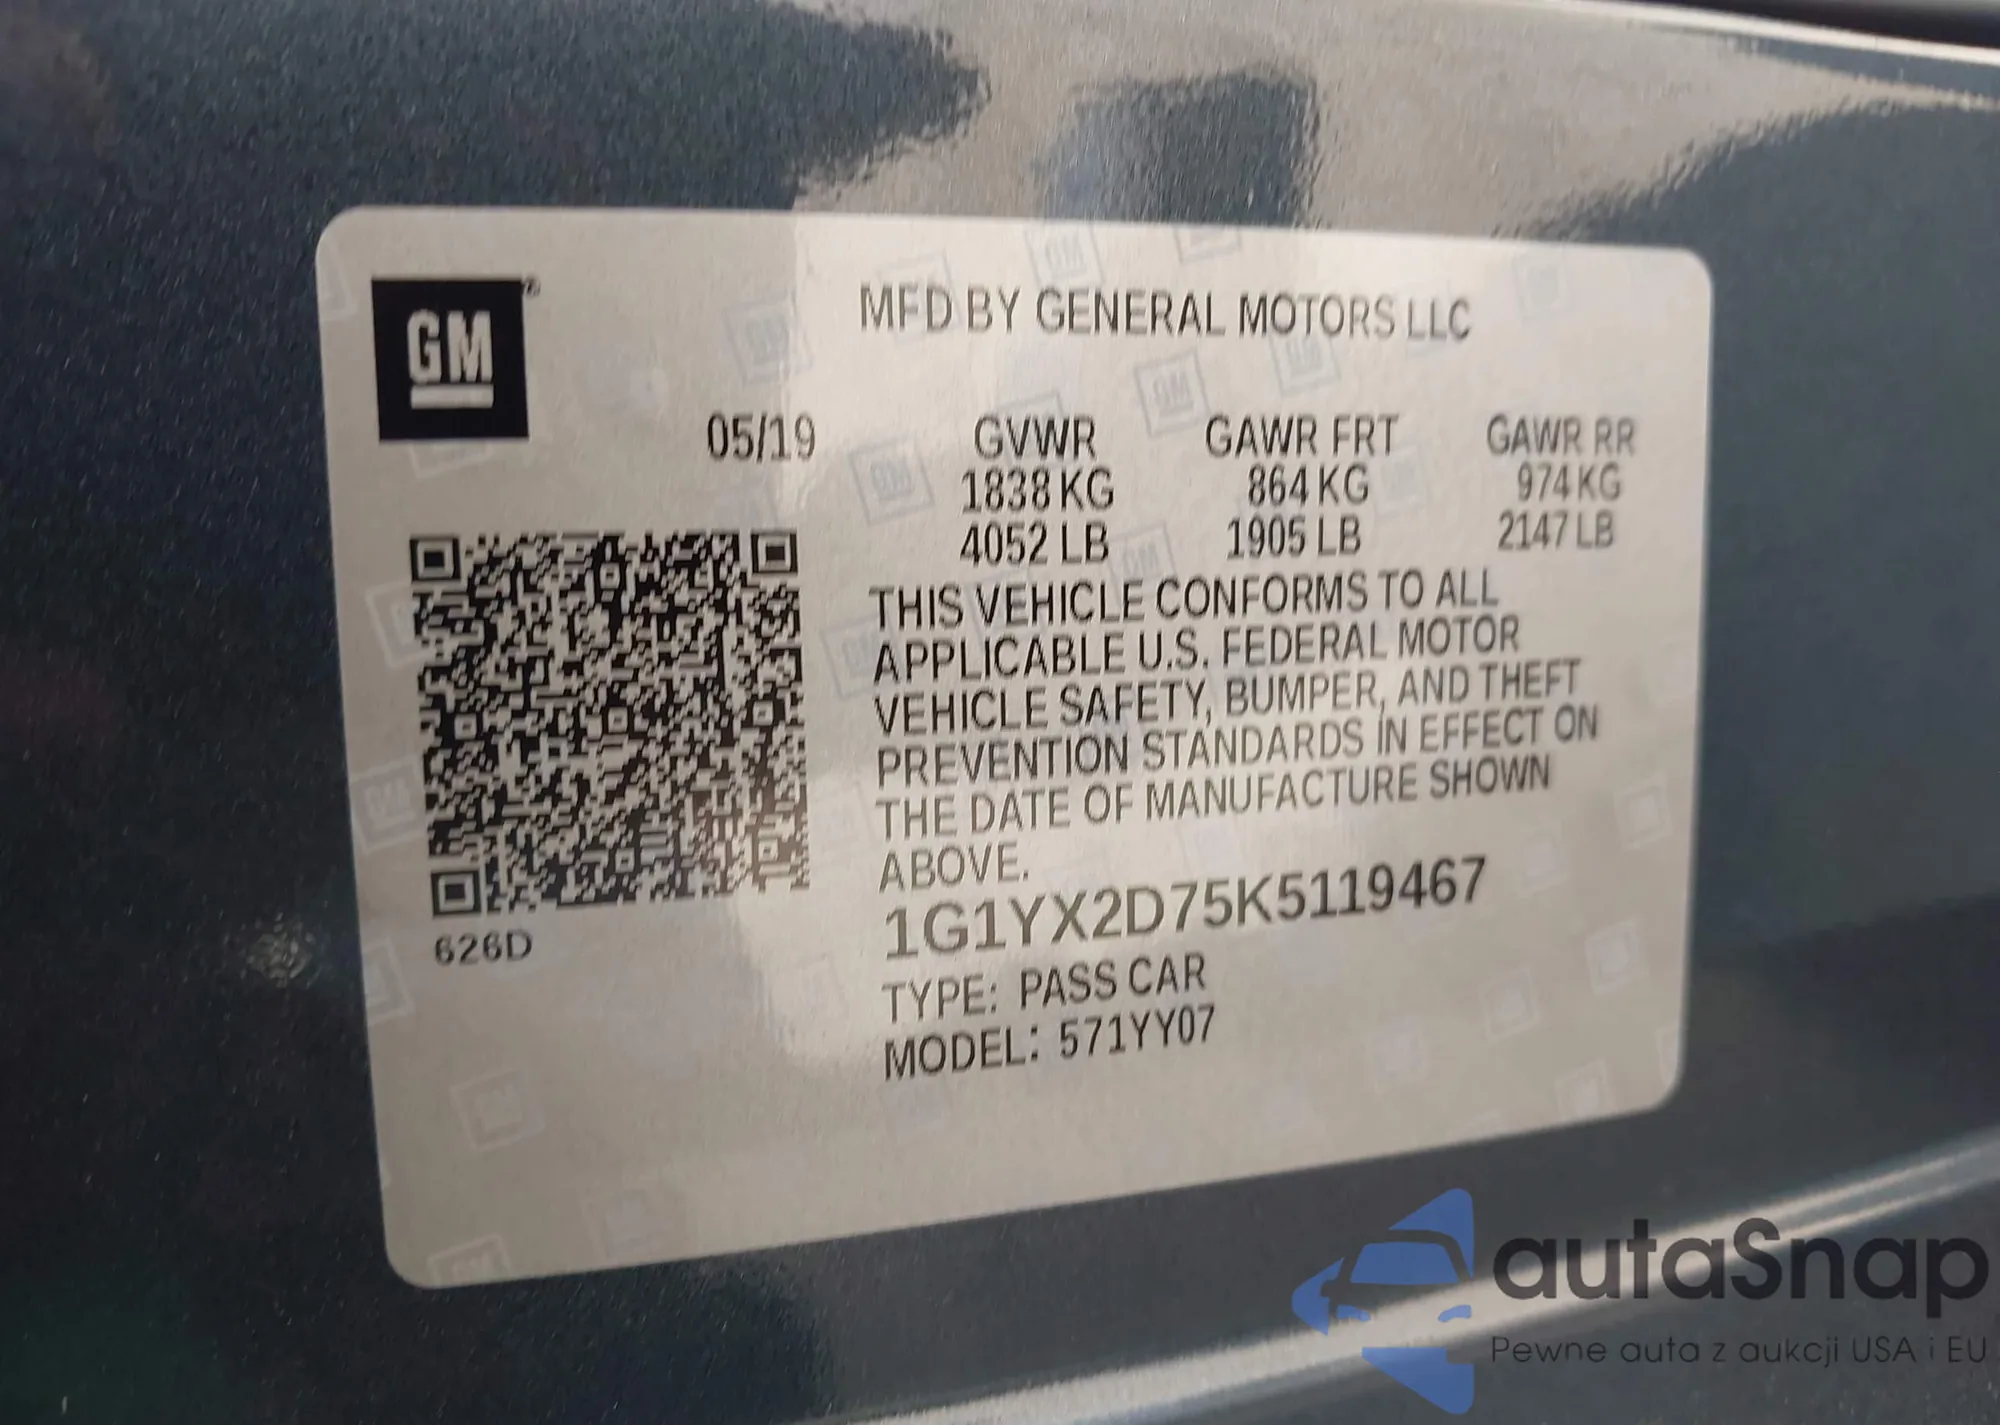 GM
MFD BY GENERAL MOTORS LLC
05/19
GVWR GAWR FRT GAWR RR
1838 KG 864 KG 974 KG
4052 LB 1905 LB 2147 LB
THIS VEHICLE CONFORMS TO ALL
APPLICABLE U.S. FEDERAL MOTOR
VEHICLE SAFETY, BUMPER, AND THEFT
PREVENTION STANDARDS IN EFFECT ON
THE DATE OF MANUFACTURE SHOWN
ABOVE.
1G1YX2D75K5119467
626D
TYPE: PASS CAR
MODEL: 571YY07
autaSnap
Pewne auta z aukcji USA i EU